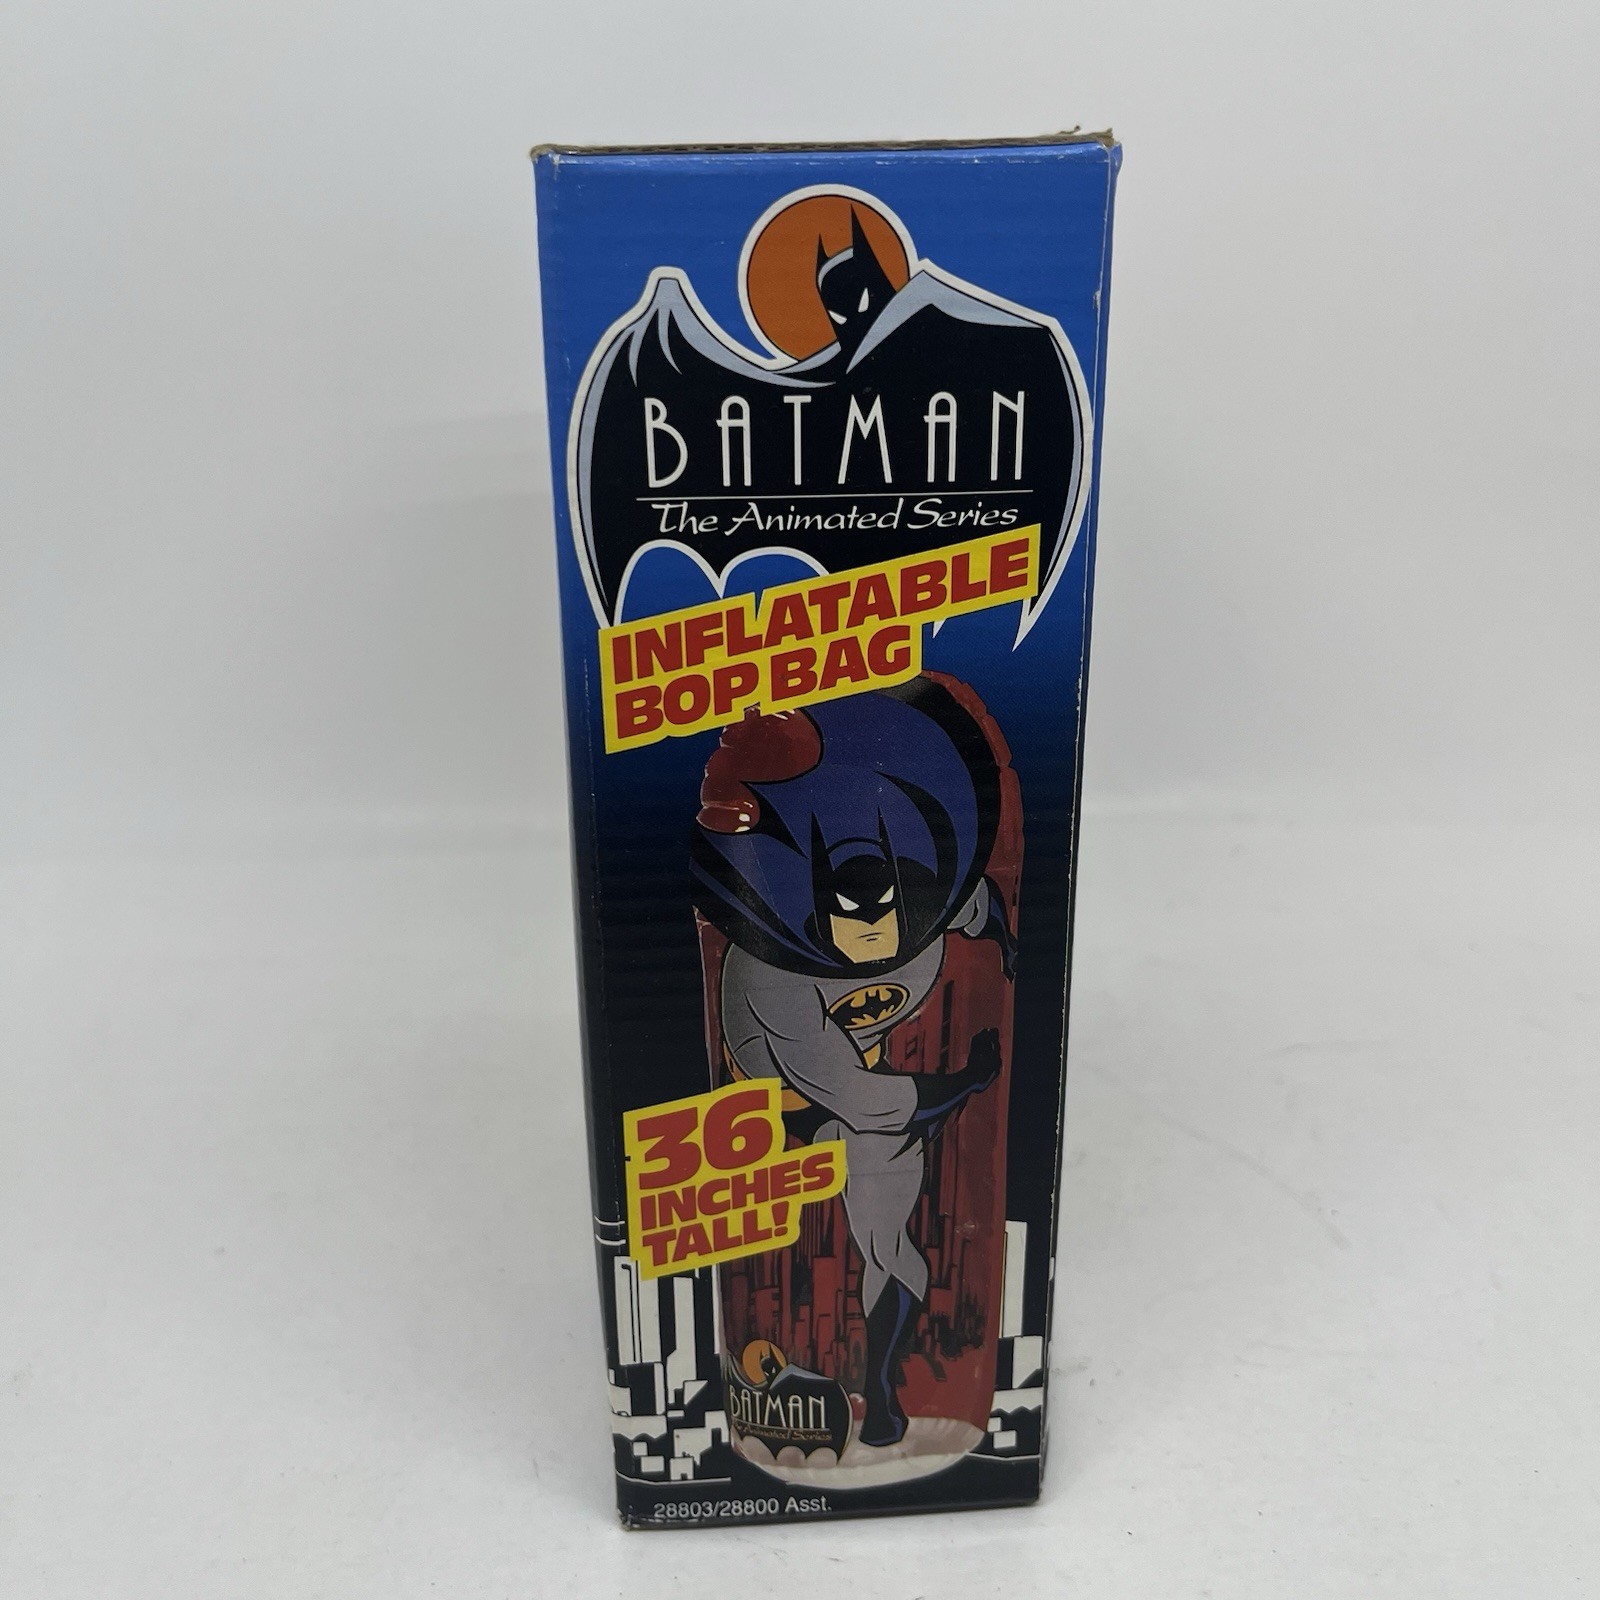 BATMAN
The Animated Series
INFLATABLE
BOP BAG
36
INCHES
TALL!
BATMAN
The Animated Series
28803/28800 Asst.